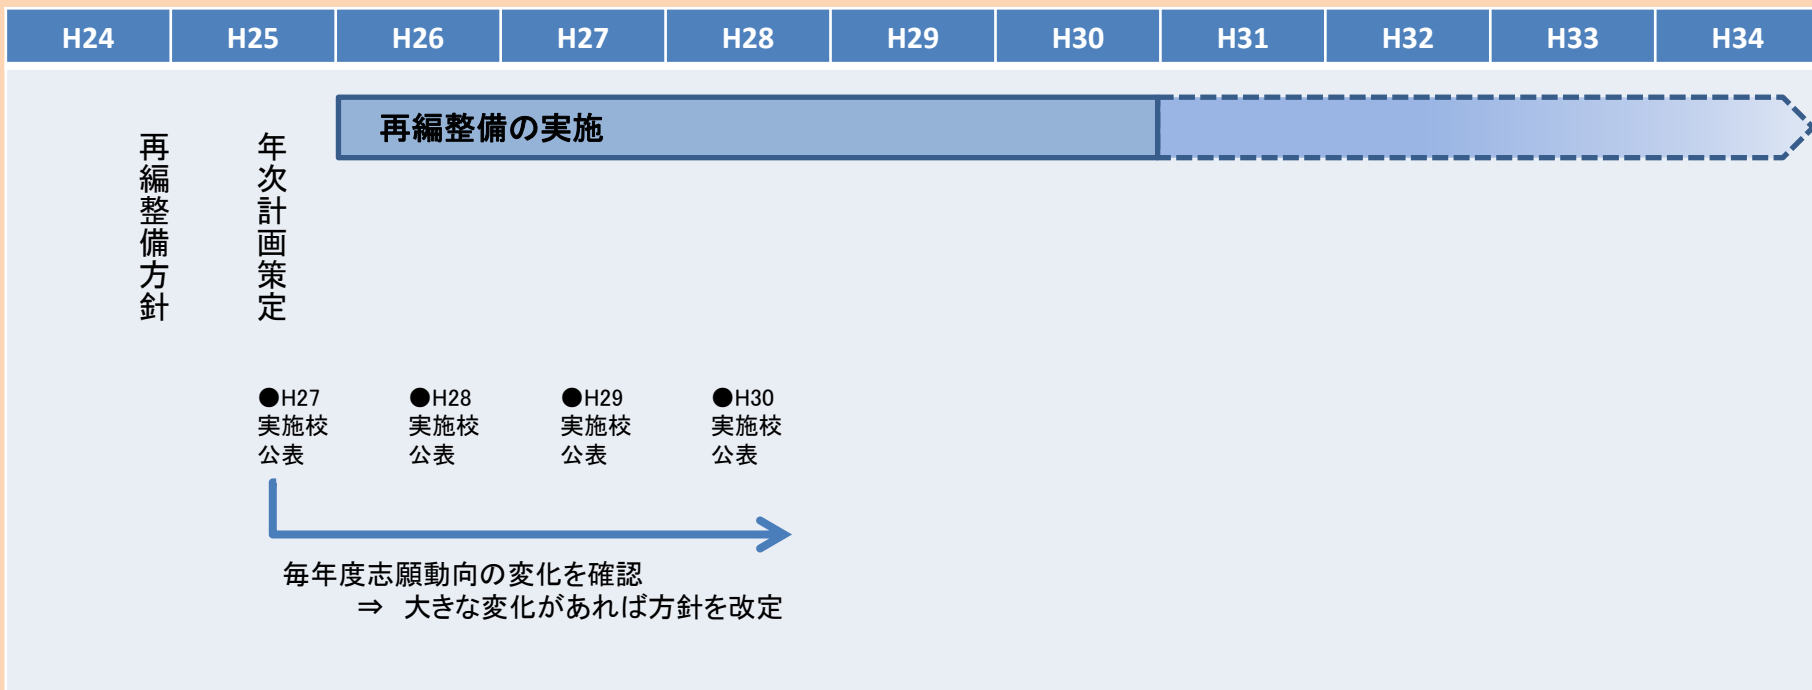 H24 H25 H26 H27 H28 H29 H30 H31 H32 H33 H34
再編整備の実施
再編整備方針
年次計画策定
●H27
実施校
公表
●H28
実施校
公表
●H29
実施校
公表
●H30
実施校
公表
毎年度志願動向の変化を確認
⇒ 大きな変化があれば方針を改定